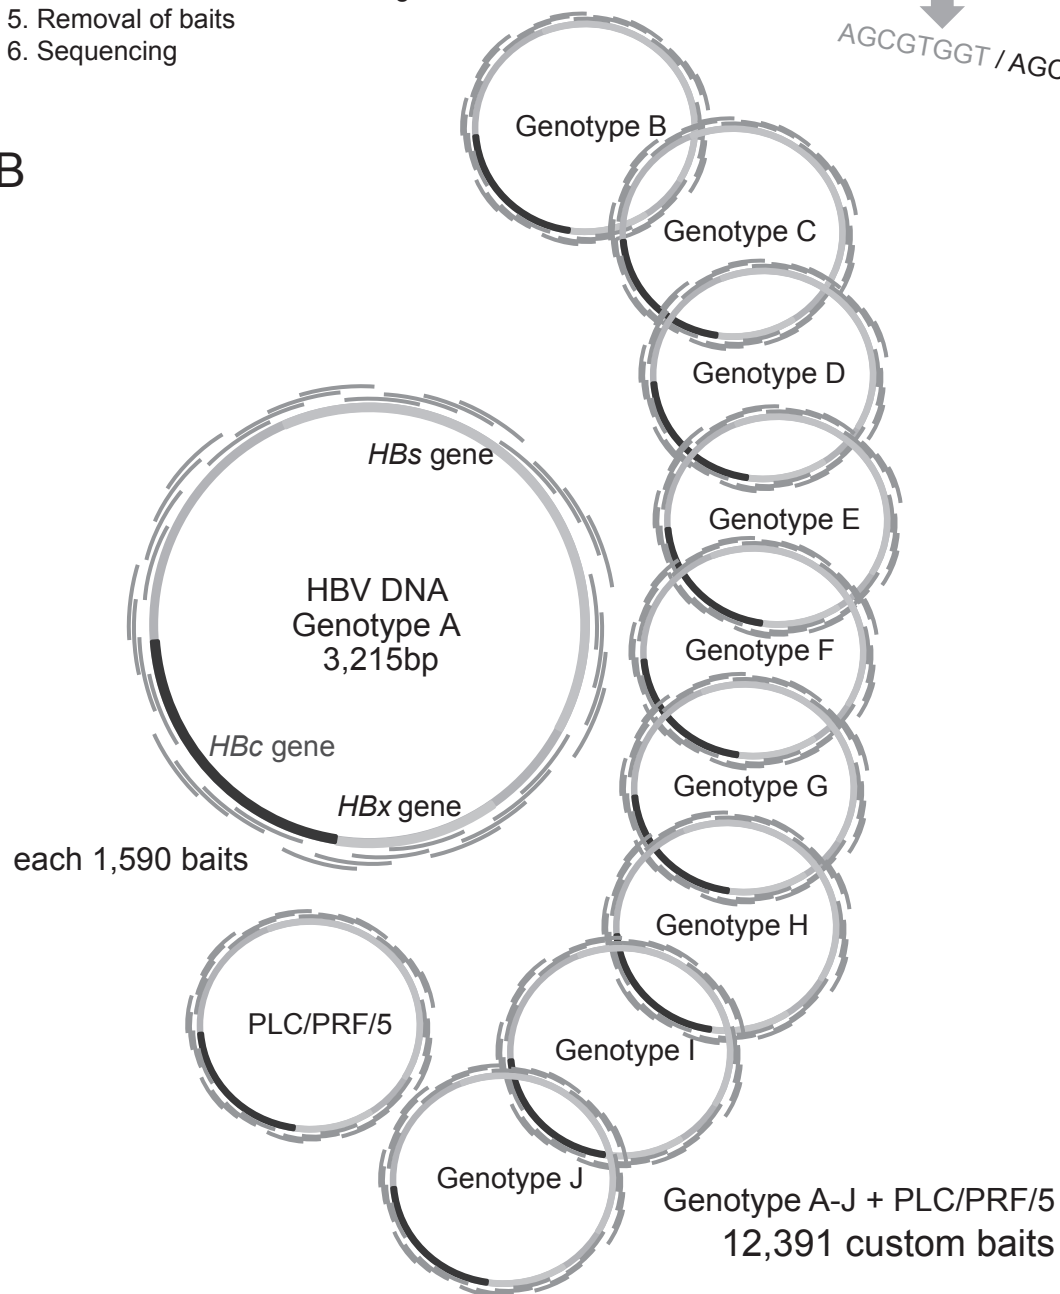 5. Removal of baits
6. Sequencing
AGCGTGGT / AGC
B
Genotype B
Genotype C
Genotype D
Genotype E
Genotype F
Genotype G
Genotype H
Genotype I
Genotype J
HBs gene
HBV DNA
Genotype A
3,215bp
HBc gene
HBx gene
each 1,590 baits
PLC/PRF/5
Genotype A-J + PLC/PRF/5
12,391 custom baits